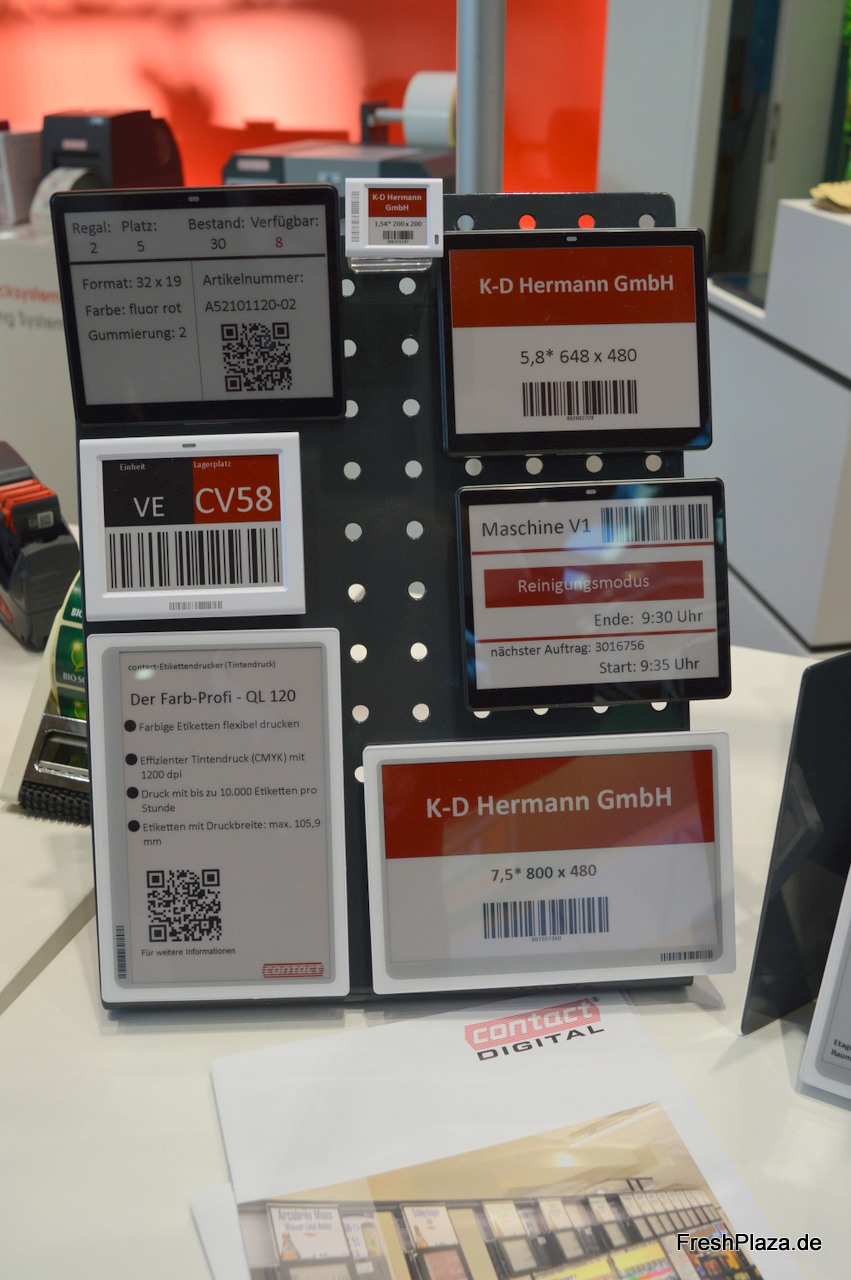 Regal: Platz: Bestand: Verfügbar:
2 5 30 8
Format: 32 x 19
Farbe: fluor rot
Gummierung: 2
Artikelnummer:
A52101120-02
K-D Hermann
GmbH
1,54* 200 x 200
K-D Hermann GmbH
5,8* 648 x 480
Einheit Lagerplatz
VE CV58
Maschine V1
Reinigungsmodus
Ende: 9:30 Uhr
nächster Auftrag: 3016756
Start: 9:35 Uhr
contact-Etikettendrucker (Tintendruck)
Der Farb-Profi - QL 120
Farbige Etiketten flexibel drucken
Effizienter Tintendruck (CMYK) mit
1200 dpi
Druck mit bis zu 10.000 Etiketten pro
Stunde
Etiketten mit Druckbreite: max. 105,9
mm
Für weitere Informationen
contact
K-D Hermann GmbH
7,5* 800 x 480
contact®
DIGITAL
FreshPlaza.de